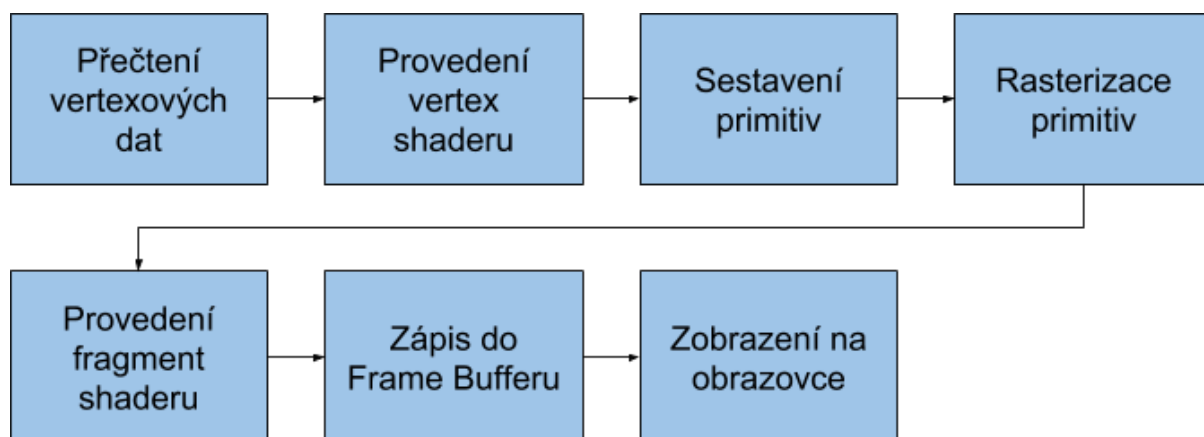 Přečtení
vertexových
dat
Provedení
vertex
shaderu
Sestavení
primitiv
Rasterizace
primitiv
Provedení
fragment
shaderu
Zápis do
Frame Bufferu
Zobrazení na
obrazovce